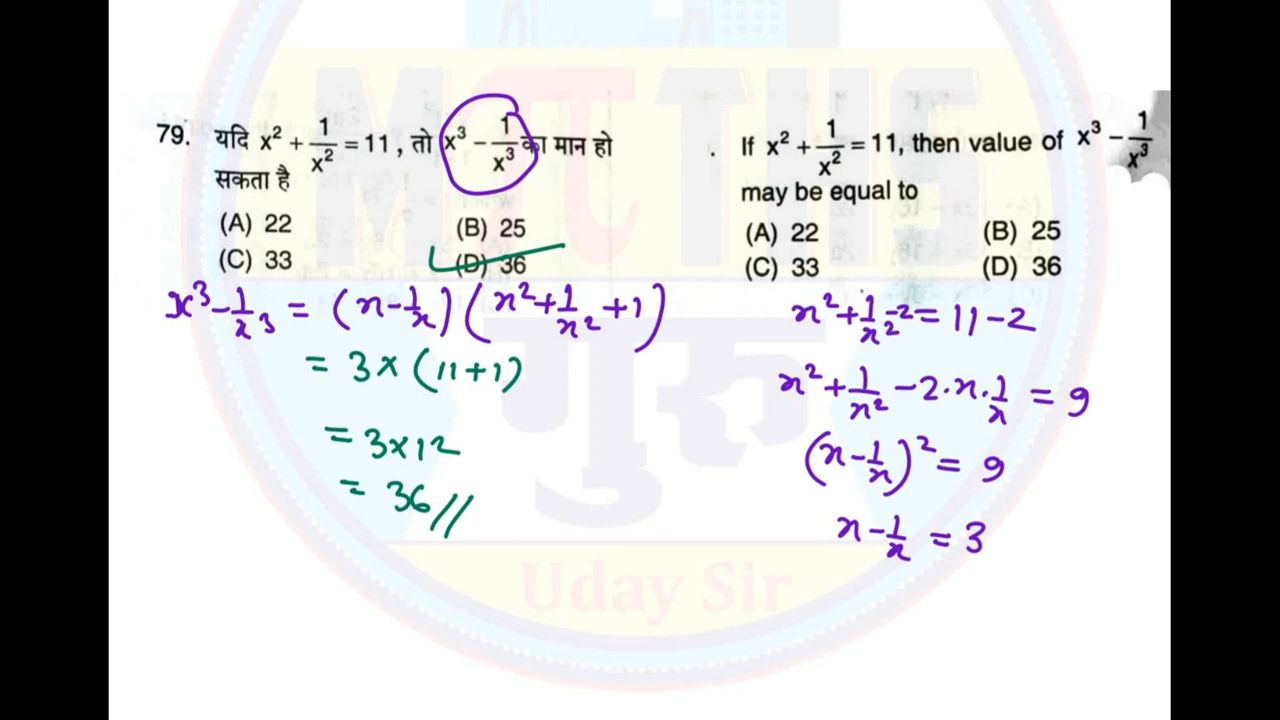 MπTHS
79. यदि x² + 1/x² = 11, तो x³ − 1/x³ का मान हो
सकता है
(A) 22 (B) 25
(C) 33 (D) 36
. If x² + 1/x² = 11, then value of x³ − 1/x³
may be equal to
(A) 22 (B) 25
(C) 33 (D) 36
x³ − 1/x³ = (x − 1/x)(x² + 1/x² + 1)
= 3 × (11 + 1)
= 3 × 12
= 36//
x² + 1/x² − 2 = 11 − 2
x² + 1/x² − 2·x·1/x = 9
(x − 1/x)² = 9
x − 1/x = 3
गुरु
Uday Sir